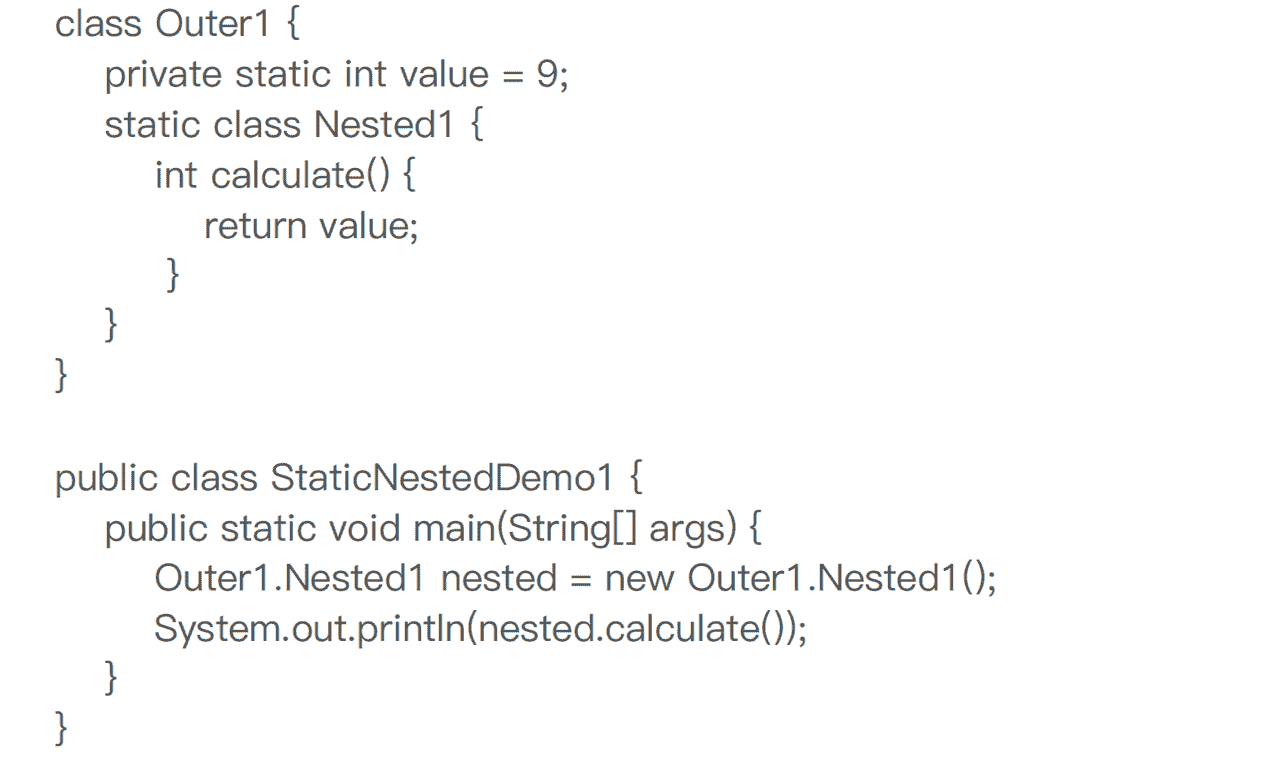 class Outer1 {
private static int value = 9;
static class Nested1 {
int calculate() {
return value;
}
}
}
public class StaticNestedDemo1 {
public static void main(String[] args) {
Outer1.Nested1 nested = new Outer1.Nested1();
System.out.println(nested.calculate());
}
}